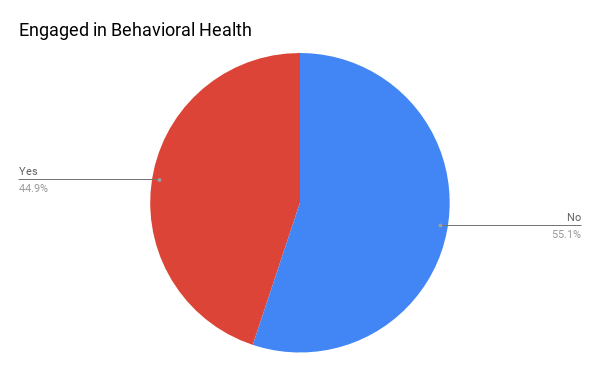 Engaged in Behavioral Health
Yes
44.9%
No
55.1%